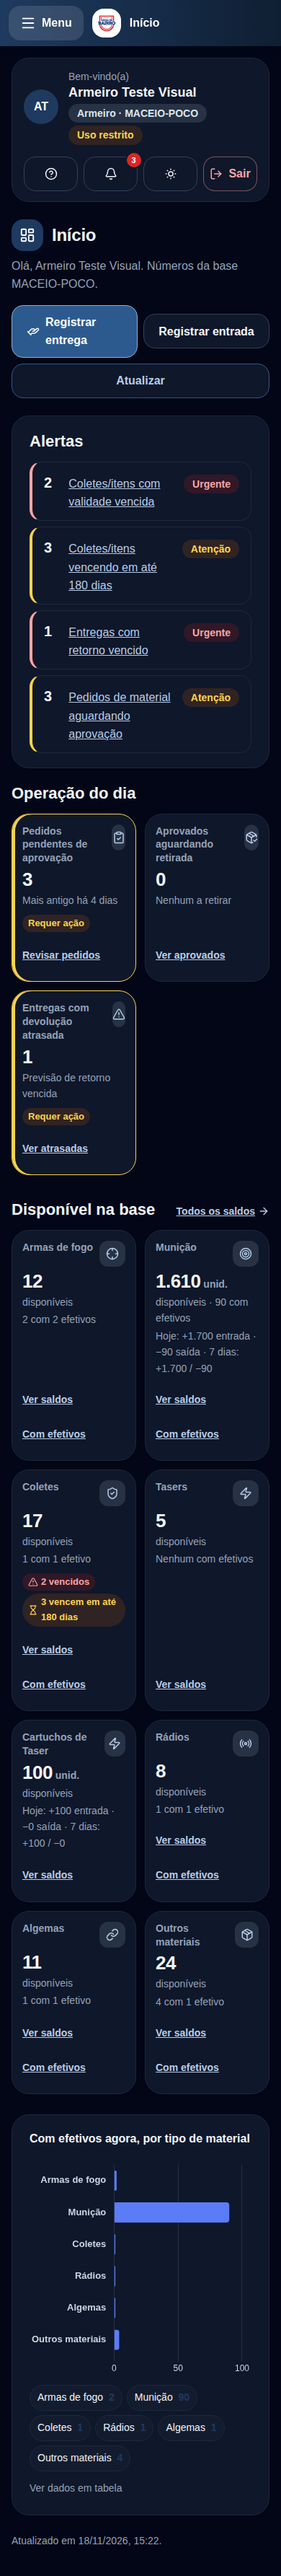 Menu
Início
Bem-vindo(a)
AT
Armeiro Teste Visual
Armeiro · MACEIO-POCO
Uso restrito
3
Sair
Início
Olá, Armeiro Teste Visual. Números da base
MACEIO-POCO.
Registrar
entrega
Registrar entrada
Atualizar
Alertas
2
Coletes/itens com
validade vencida
Urgente
3
Coletes/itens
vencendo em até
180 dias
Atenção
1
Entregas com
retorno vencido
Urgente
3
Pedidos de material
aguardando
aprovação
Atenção
Operação do dia
Pedidos
pendentes de
aprovação
3
Mais antigo há 4 dias
Requer ação
Revisar pedidos
Aprovados
aguardando
retirada
0
Nenhum a retirar
Ver aprovados
Entregas com
devolução
atrasada
1
Previsão de retorno
vencida
Requer ação
Ver atrasadas
Disponível na base
Todos os saldos →
Armas de fogo
12
disponíveis
2 com 2 efetivos
Ver saldos
Com efetivos
Munição
1.610 unid.
disponíveis · 90 com
efetivos
Hoje: +1.700 entrada ·
−90 saída · 7 dias:
+1.700 / −90
Ver saldos
Com efetivos
Coletes
17
disponíveis
1 com 1 efetivo
2 vencidos
3 vencem em até
180 dias
Ver saldos
Com efetivos
Tasers
5
disponíveis
Nenhum com efetivos
Ver saldos
Cartuchos de
Taser
100 unid.
disponíveis
Hoje: +100 entrada ·
−0 saída · 7 dias:
+100 / −0
Ver saldos
Rádios
8
disponíveis
1 com 1 efetivo
Ver saldos
Com efetivos
Algemas
11
disponíveis
1 com 1 efetivo
Ver saldos
Com efetivos
Outros
materiais
24
disponíveis
4 com 1 efetivo
Ver saldos
Com efetivos
Com efetivos agora, por tipo de material
Armas de fogo
Munição
Coletes
Rádios
Algemas
Outros materiais
0 50 100
Armas de fogo 2 Munição 90
Coletes 1 Rádios 1 Algemas 1
Outros materiais 4
Ver dados em tabela
Atualizado em 18/11/2026, 15:22.